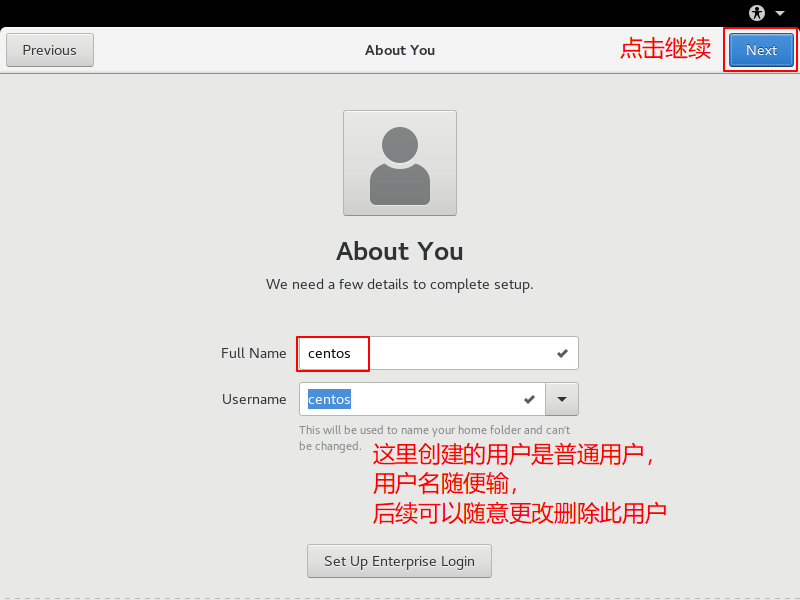 Previous
About You
点击继续
Next
About You
We need a few details to complete setup.
Full Name
centos
Username
centos
This will be used to name your home folder and can't
be changed.
这里创建的用户是普通用户，
用户名随便输，
后续可以随意更改删除此用户
Set Up Enterprise Login